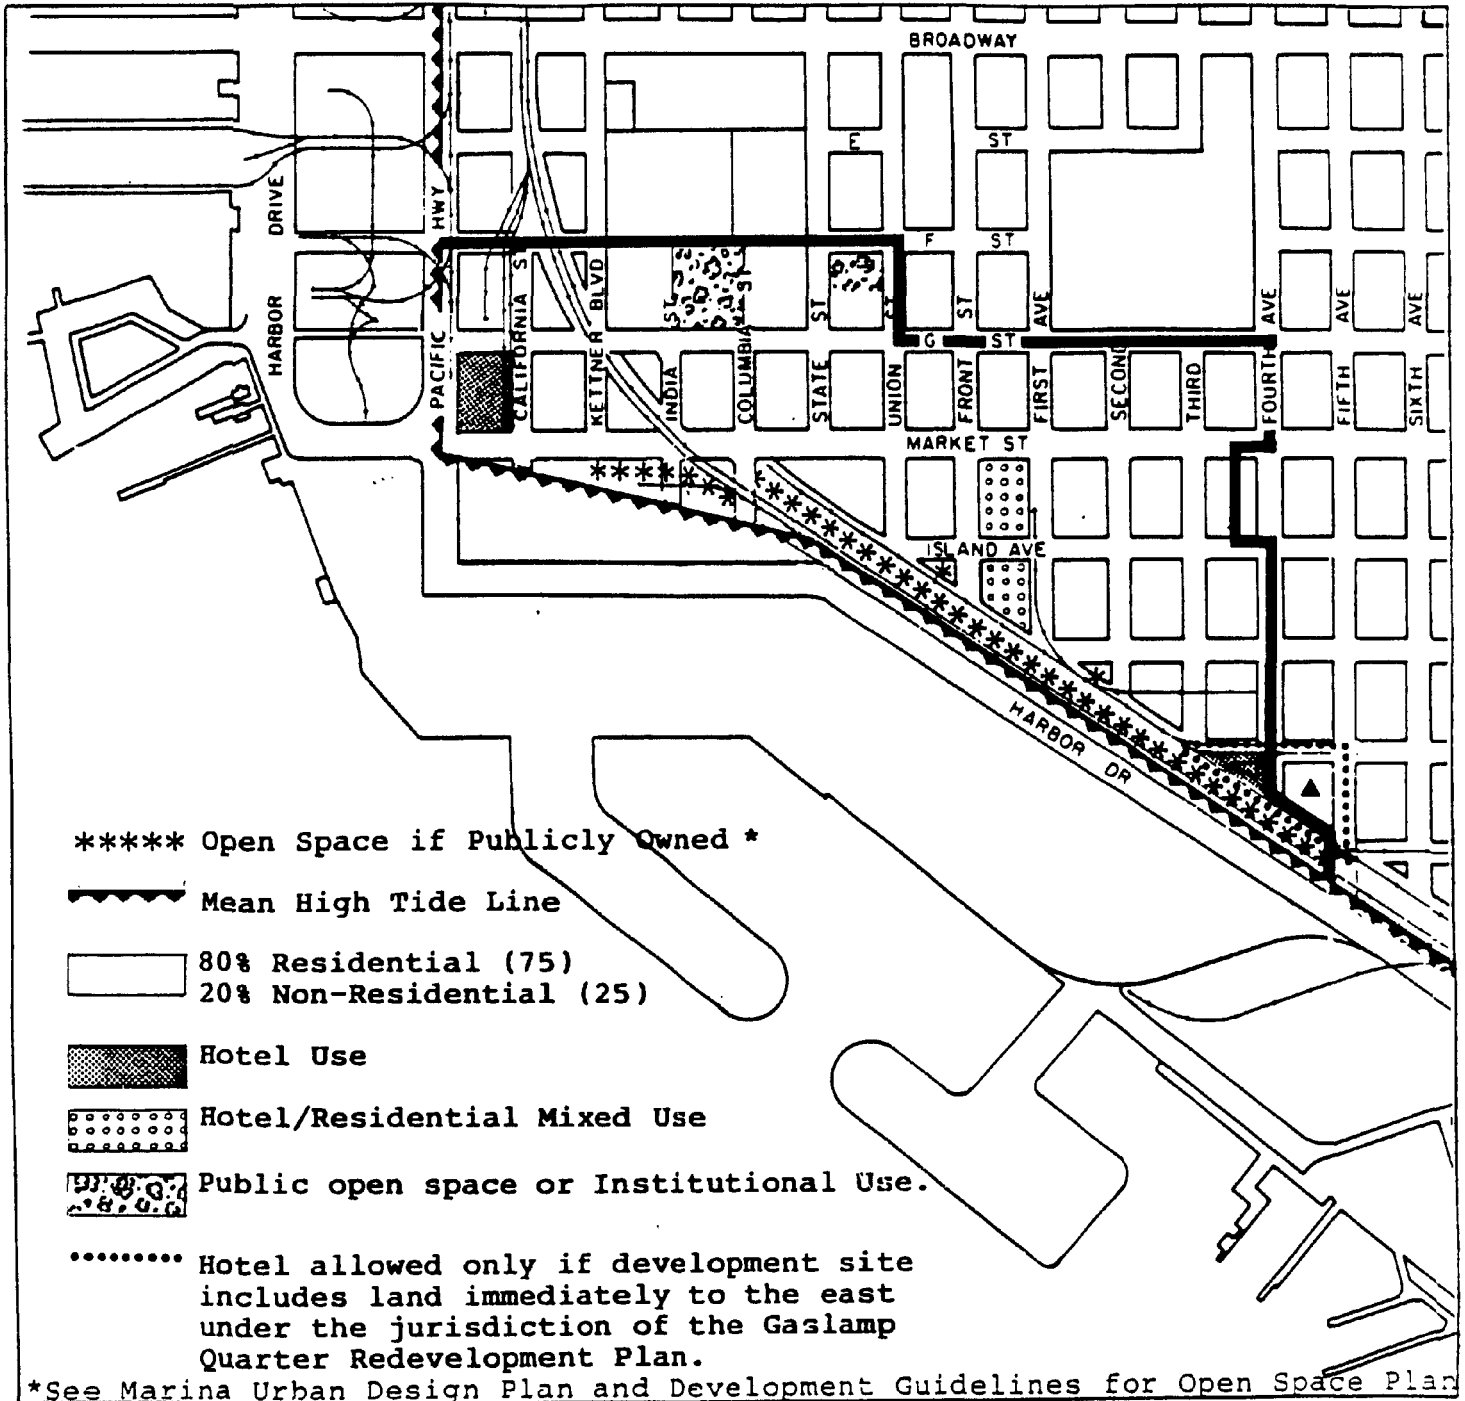 BROADWAY
E ST
HARBOR DRIVE
PACIFIC HWY
F ST
CALIFORNIA S
KETTNER BLVD
INDIA ST
COLUMBIA ST
STATE ST
UNION ST
FRONT ST
FIRST AVE
SECOND
THIRD
FOURTH AVE
FIFTH AVE
SIXTH AVE
G ST
MARKET ST
ISLAND AVE
HARBOR DR
***** Open Space if Publicly Owned *
Mean High Tide Line
80% Residential (75)
20% Non-Residential (25)
Hotel Use
Hotel/Residential Mixed Use
Public open space or Institutional Use.
Hotel allowed only if development site
includes land immediately to the east
under the jurisdiction of the Gaslamp
Quarter Redevelopment Plan.
*See Marina Urban Design Plan and Development Guidelines for Open Space Plan